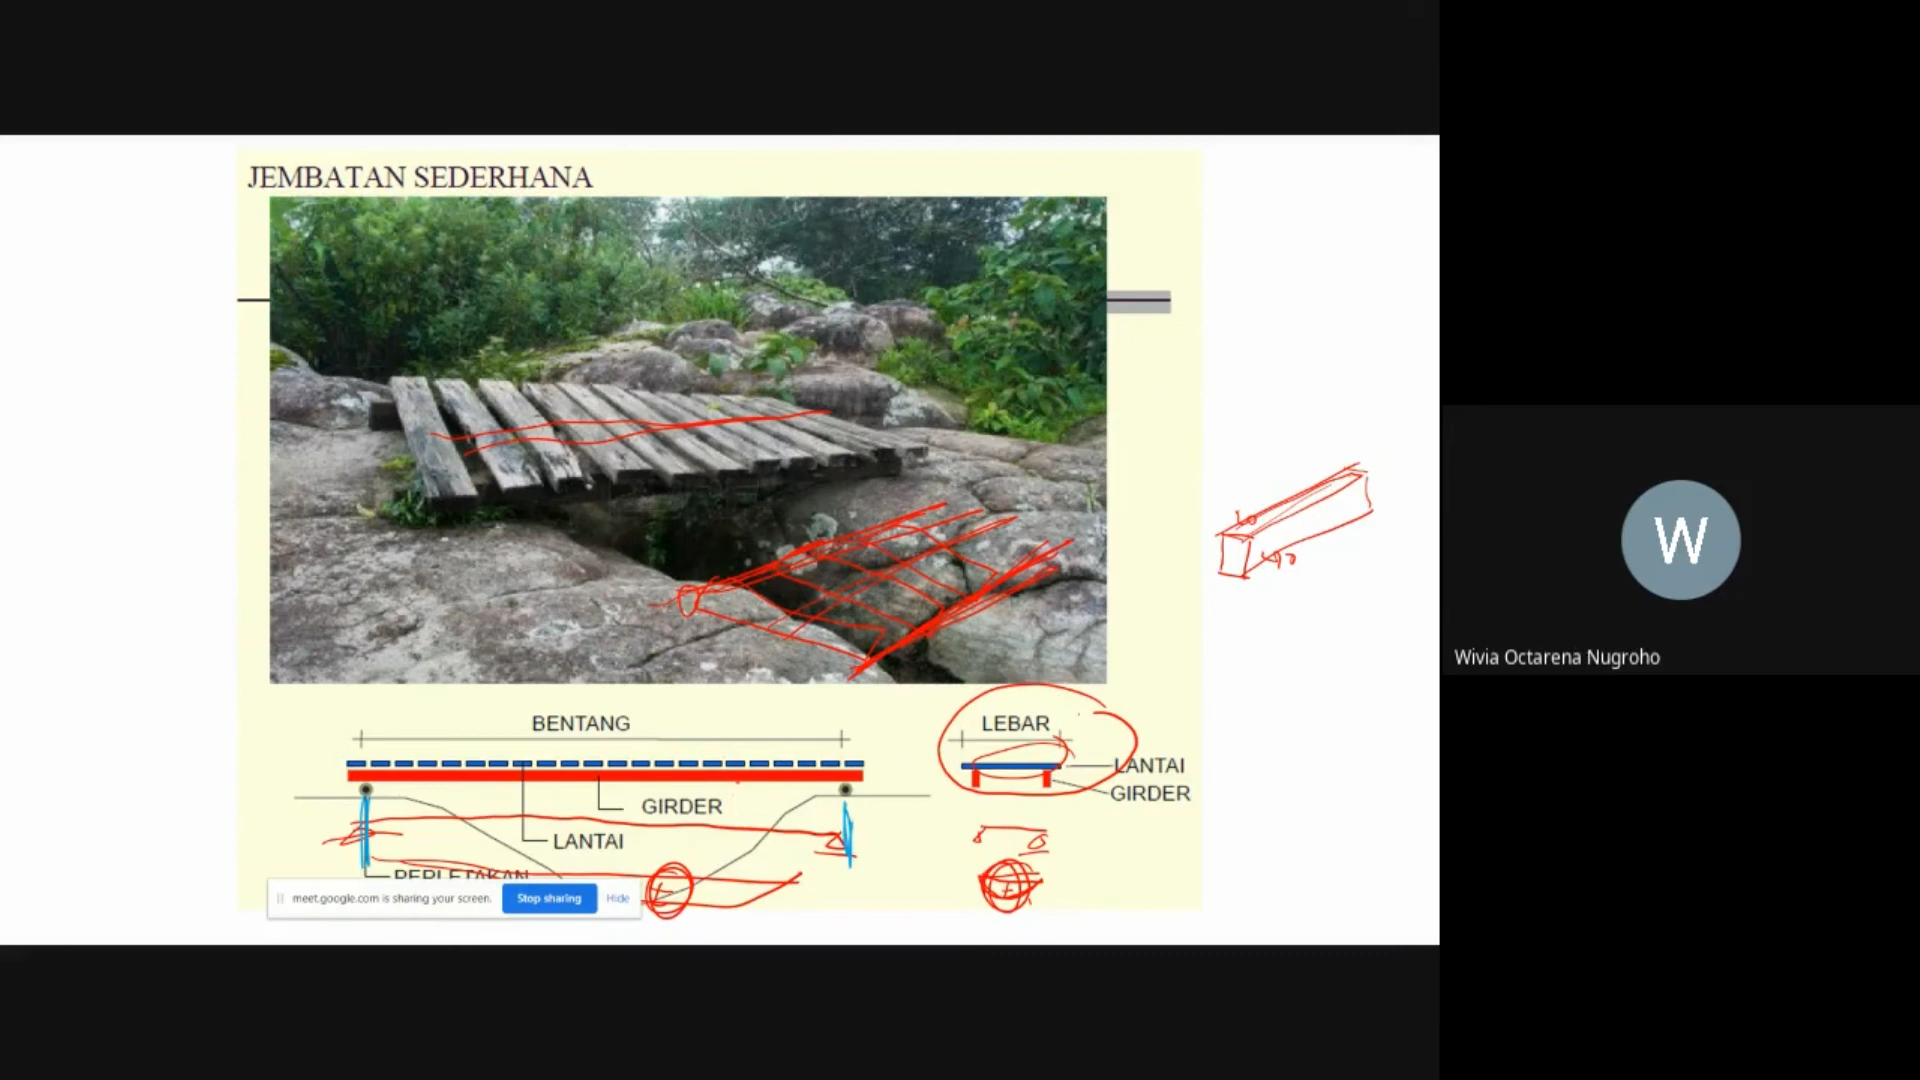 JEMBATAN SEDERHANA
BENTANG
LEBAR
LANTAI
GIRDER
GIRDER
LANTAI
PERLETAKAN
meet.google.com is sharing your screen.
Stop sharing
Hide
W
Wivia Octarena Nugroho